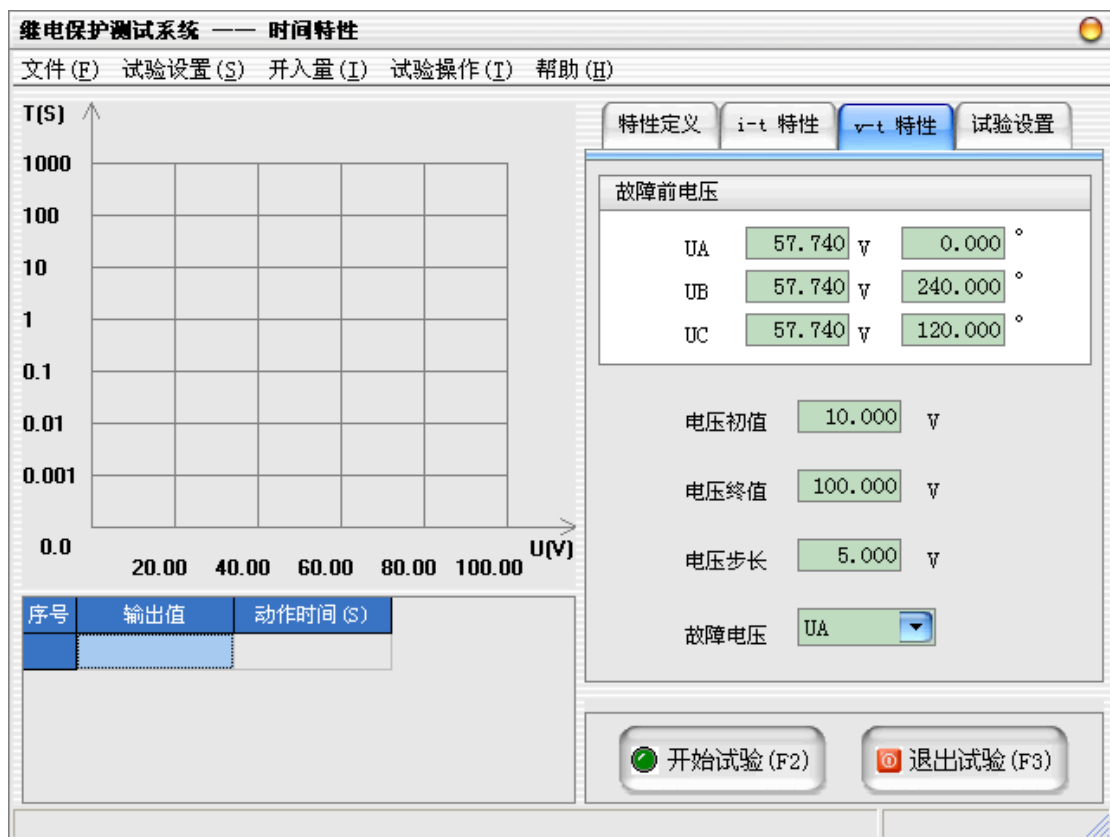 继电保护测试系统 —— 时间特性
文件(F) 试验设置(S) 开入量(I) 试验操作(T) 帮助(H)
T(S)
1000
100
10
1
0.1
0.01
0.001
0.0
20.00 40.00 60.00 80.00 100.00
U(V)
序号 输出值 动作时间(S)
特性定义 i-t 特性 v-t 特性 试验设置
故障前电压
UA 57.740 V 0.000 °
UB 57.740 V 240.000 °
UC 57.740 V 120.000 °
电压初值 10.000 V
电压终值 100.000 V
电压步长 5.000 V
故障电压 UA
开始试验(F2) 退出试验(F3)